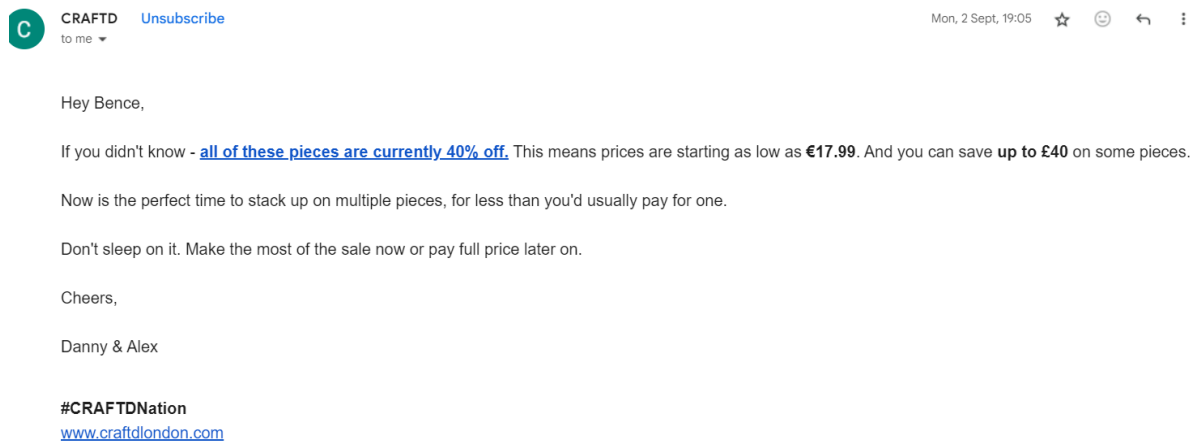 C
CRAFTD Unsubscribe Mon, 2 Sept, 19:05
to me
Hey Bence,
If you didn't know - all of these pieces are currently 40% off. This means prices are starting as low as €17.99. And you can save up to £40 on some pieces.
Now is the perfect time to stack up on multiple pieces, for less than you'd usually pay for one.
Don't sleep on it. Make the most of the sale now or pay full price later on.
Cheers,
Danny & Alex
#CRAFTDNation
www.craftdlondon.com